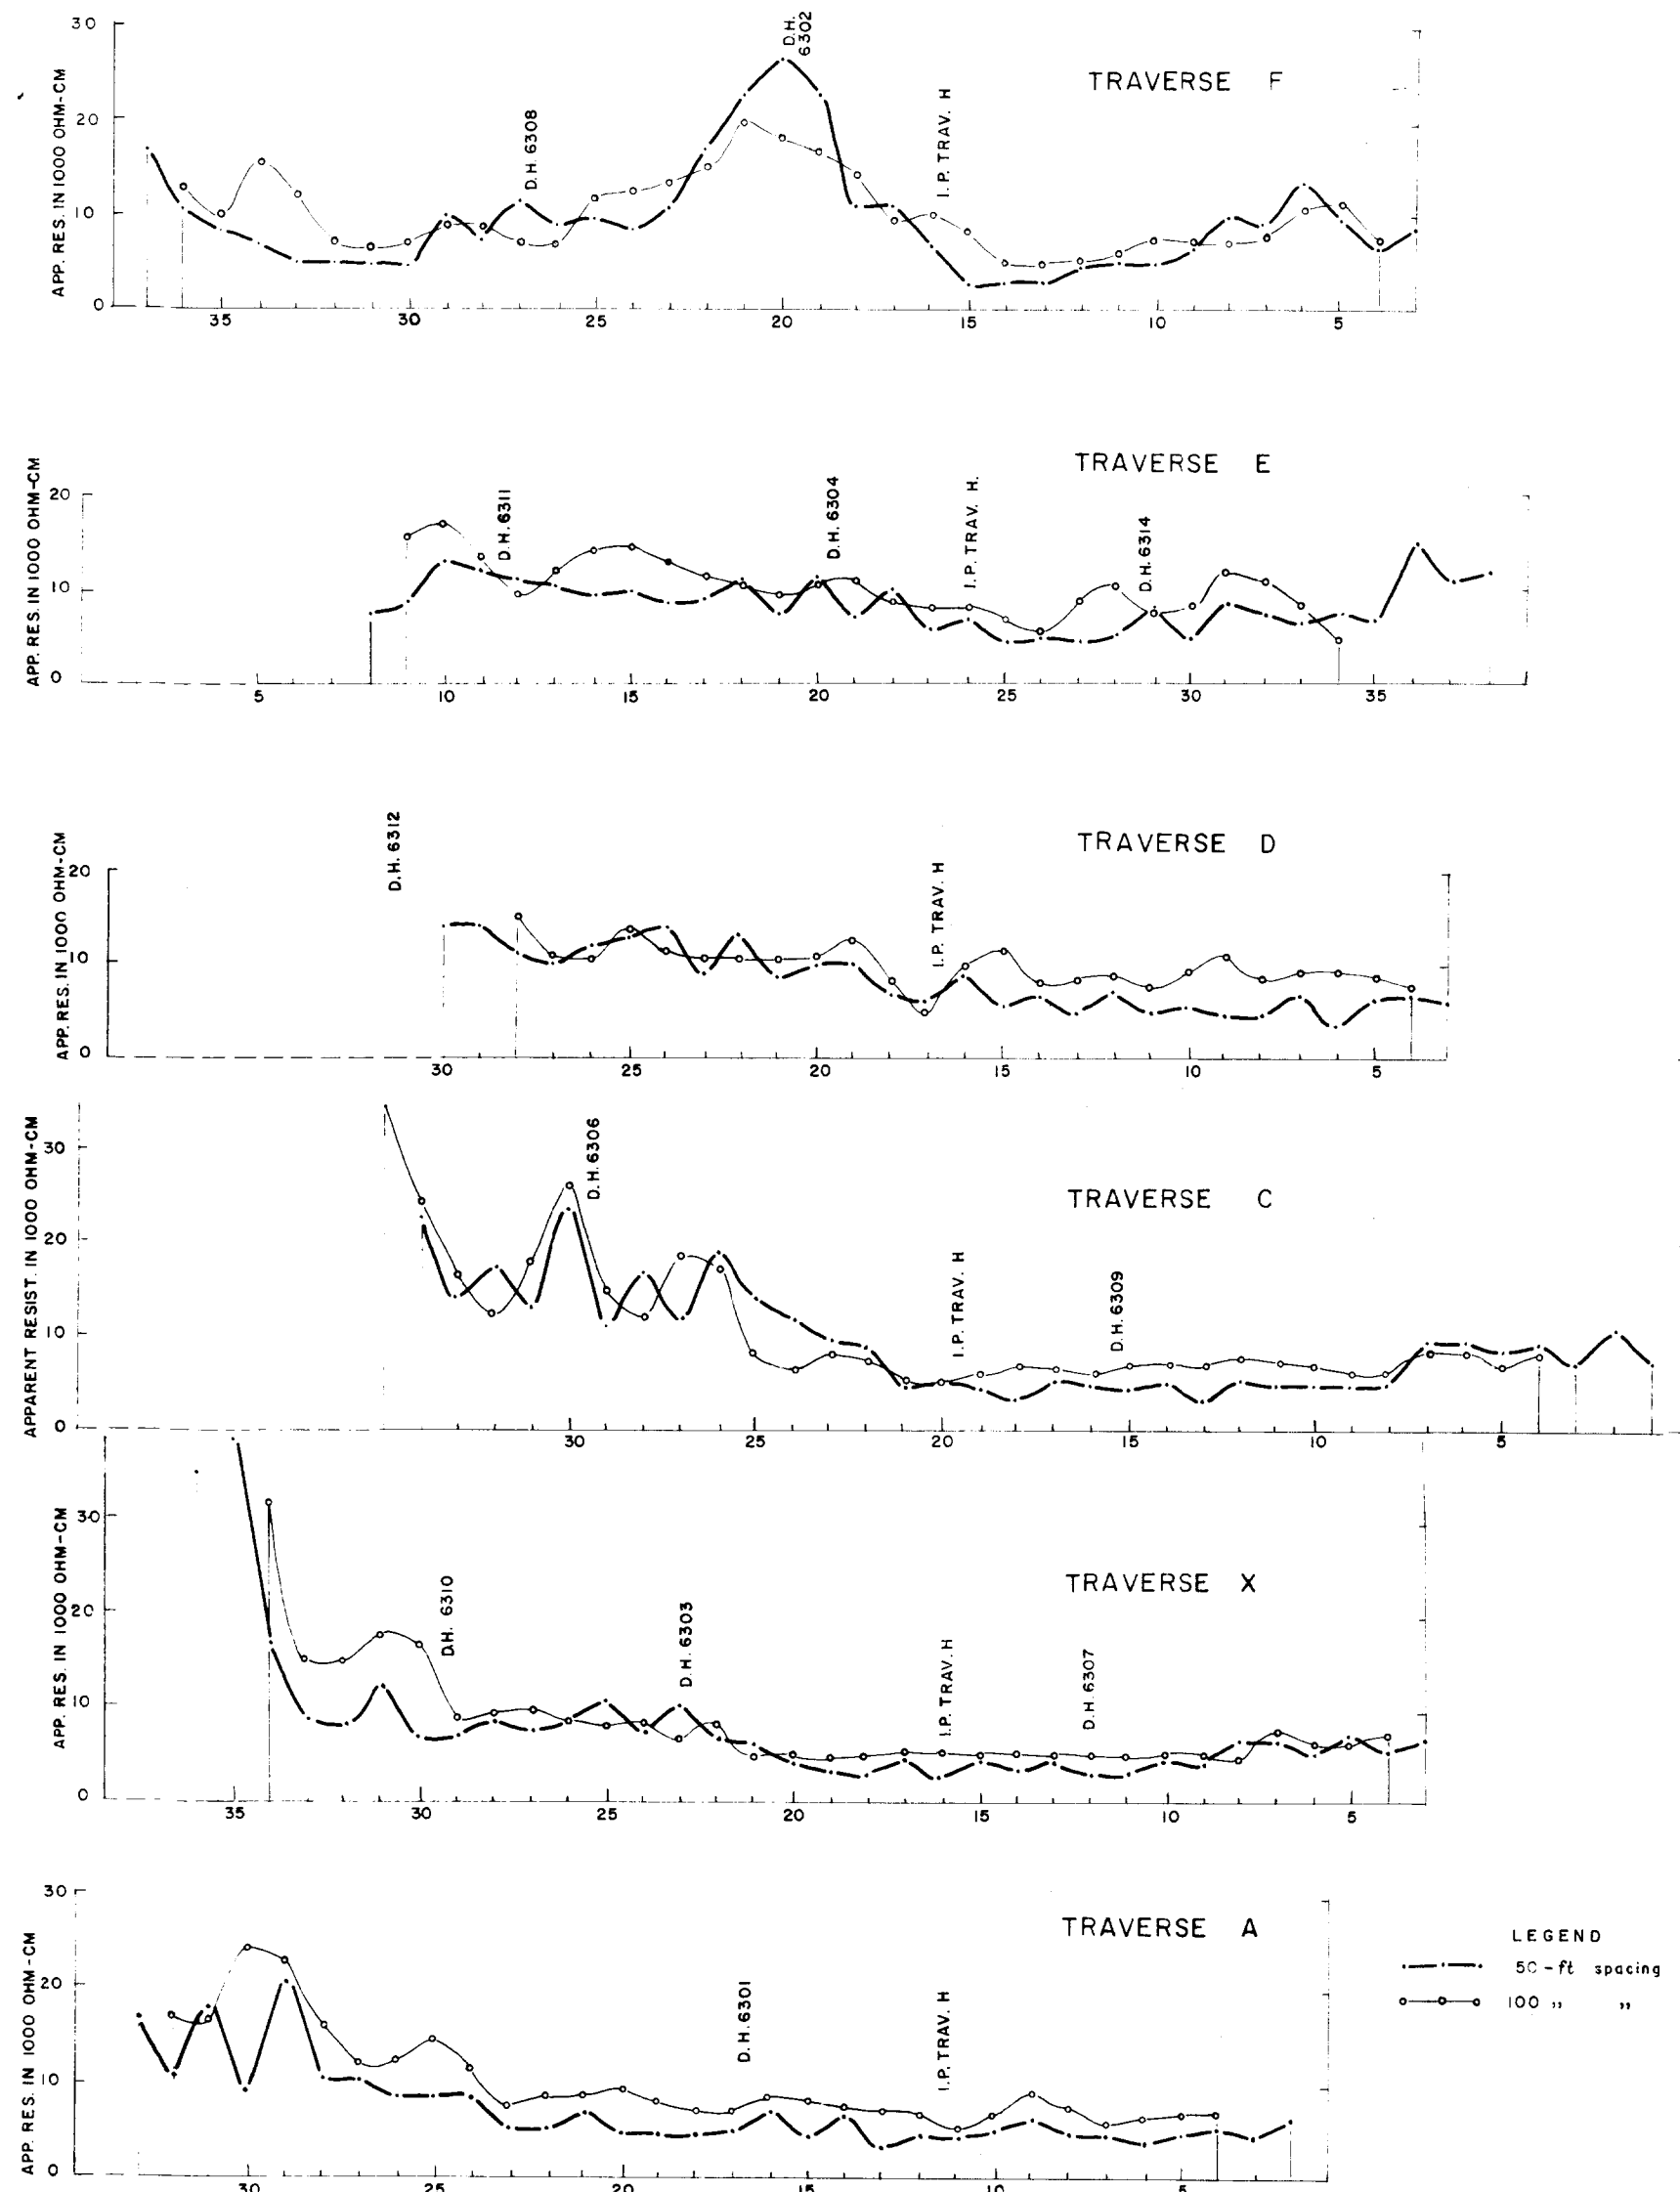 TRAVERSE F
APP. RES. IN 1000 OHM-CM
30
20
10
0
D.H. 6308
D.H. 6302
I.P. TRAV. H
35 30 25 20 15 10 5
TRAVERSE E
APP. RES. IN 1000 OHM-CM
20
10
0
D.H. 6311
D.H. 6304
I.P. TRAV. H.
D.H. 6314
5 10 15 20 25 30 35
TRAVERSE D
APP. RES. IN 1000 OHM-CM
20
10
0
D.H. 6312
I.P. TRAV. H
30 25 20 15 10 5
TRAVERSE C
APPARENT RESIST. IN 1000 OHM-CM
30
20
10
0
D.H. 6306
I.P. TRAV. H
D.H. 6309
30 25 20 15 10 5
TRAVERSE X
APP. RES. IN 1000 OHM-CM
30
20
10
0
D.H. 6310
D.H. 6303
I.P. TRAV. H
D.H. 6307
35 30 25 20 15 10 5
TRAVERSE A
APP. RES. IN 1000 OHM-CM
30
20
10
0
D.H. 6301
I.P. TRAV. H
30 25 20 15 10 5
LEGEND
50-ft spacing
100 „ „